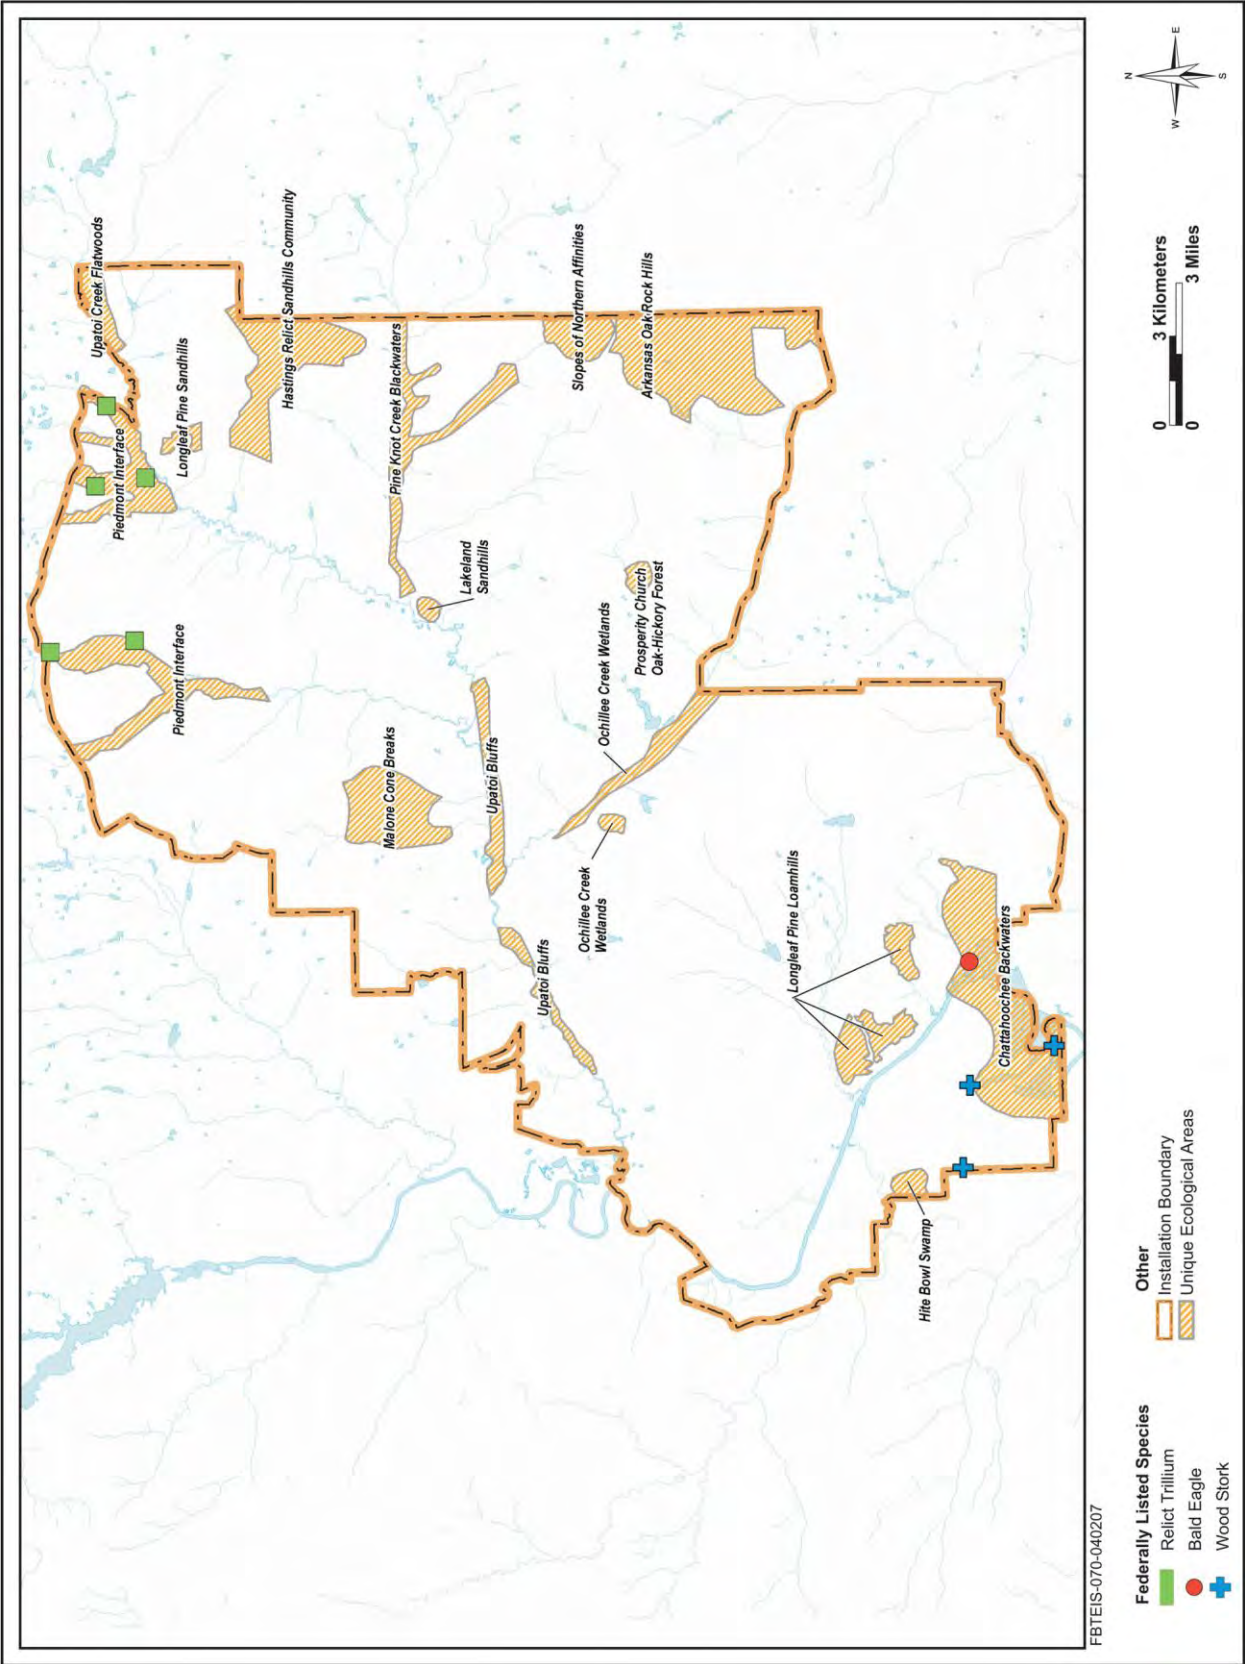 Upatoi Creek Flatwoods
Piedmont Interface
Longleaf Pine Sandhills
Hastings Relict Sandhills Community
Piedmont Interface
Pine Knot Creek Blackwaters
Malone Cone Breaks
Lakeland
Sandhills
Upatoi Bluffs
Upatoi Bluffs
Slopes of Northern Affinities
Arkansas Oak Rock Hills
Ochillee Creek Wetlands
Prosperity Church
Oak-Hickory Forest
Ochillee Creek
Wetlands
Longleaf Pine Loamhills
Hite Bowl Swamp
Chattahoochee Backwaters
FBTEIS-070-040207
Federally Listed Species
Relict Trillium
Bald Eagle
Wood Stork
Other
Installation Boundary
Unique Ecological Areas
0 3 Kilometers
0 3 Miles
N
W E
S